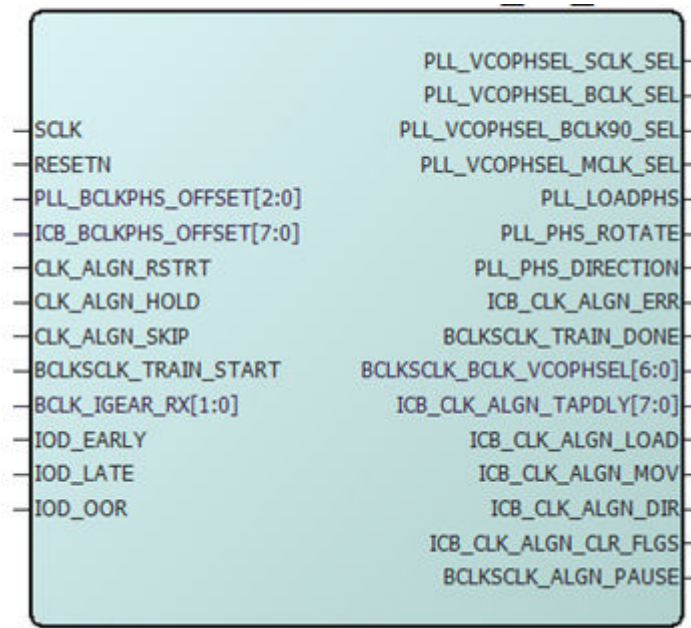 SCLK
RESETN
PLL_BCLKPHS_OFFSET[2:0]
ICB_BCLKPHS_OFFSET[7:0]
CLK_ALGN_RSTRT
CLK_ALGN_HOLD
CLK_ALGN_SKIP
BCLKSCLK_TRAIN_START
BCLK_IGEAR_RX[1:0]
IOD_EARLY
IOD_LATE
IOD_OOR
PLL_VCOPHSEL_SCLK_SEL
PLL_VCOPHSEL_BCLK_SEL
PLL_VCOPHSEL_BCLK90_SEL
PLL_VCOPHSEL_MCLK_SEL
PLL_LOADPHS
PLL_PHS_ROTATE
PLL_PHS_DIRECTION
ICB_CLK_ALGN_ERR
BCLKSCLK_TRAIN_DONE
BCLKSCLK_BCLK_VCOPHSEL[6:0]
ICB_CLK_ALGN_TAPDLY[7:0]
ICB_CLK_ALGN_LOAD
ICB_CLK_ALGN_MOV
ICB_CLK_ALGN_DIR
ICB_CLK_ALGN_CLR_FLGS
BCLKSCLK_ALGN_PAUSE